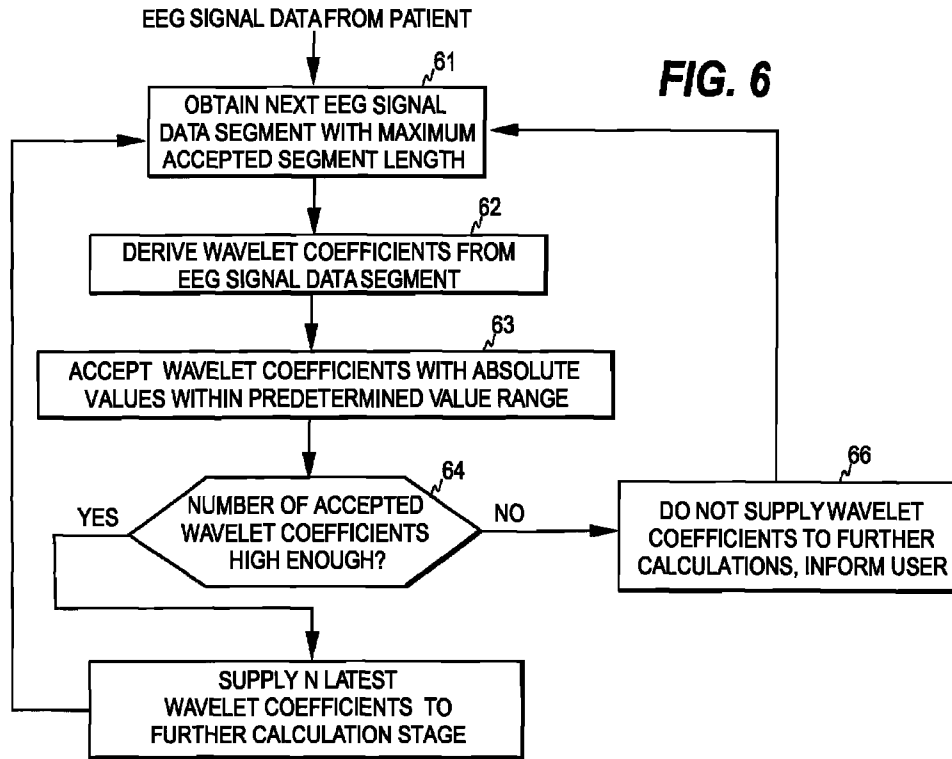 EEG SIGNAL DATA FROM PATIENT
61
FIG. 6
OBTAIN NEXT EEG SIGNAL
DATA SEGMENT WITH MAXIMUM
ACCEPTED SEGMENT LENGTH
62
DERIVE WAVELET COEFFICIENTS FROM
EEG SIGNAL DATA SEGMENT
63
ACCEPT WAVELET COEFFICIENTS WITH ABSOLUTE
VALUES WITHIN PREDETERMINED VALUE RANGE
64
NUMBER OF ACCEPTED
WAVELET COEFFICIENTS
HIGH ENOUGH?
YES
NO
66
DO NOT SUPPLY WAVELET
COEFFICIENTS TO FURTHER
CALCULATIONS, INFORM USER
SUPPLY N LATEST
WAVELET COEFFICIENTS TO
FURTHER CALCULATION STAGE